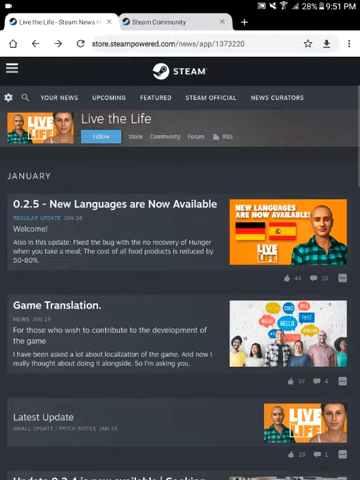 28% 9:51 PM
Live the Life - Steam News H
Steam Community
store.steampowered.com/news/app/1373220
STEAM
YOUR NEWS UPCOMING FEATURED STEAM OFFICIAL NEWS CURATORS
LIVE LIFE
Live the Life
Follow Store Community Forum RSS
JANUARY
0.2.5 - New Languages are Now Available
REGULAR UPDATE JAN 26
Welcome!
Also in this update: Fixed the bug with the no recovery of Hunger
when you take a meal; The cost of all food products is reduced by
50-80%.
NEW LANGUAGES
ARE NOW AVAILABLE!
LIVE
LIFE
44 10
Game Translation.
NEWS JAN 15
For those who wish to contribute to the development of
the game
I have been asked a lot about localization of the game. And now I
really thought about doing it alongside. So I'm asking you.
HELLO
4
Latest Update
SMALL UPDATE / PATCH NOTES JAN 15
LIVE
LIFE
18 1